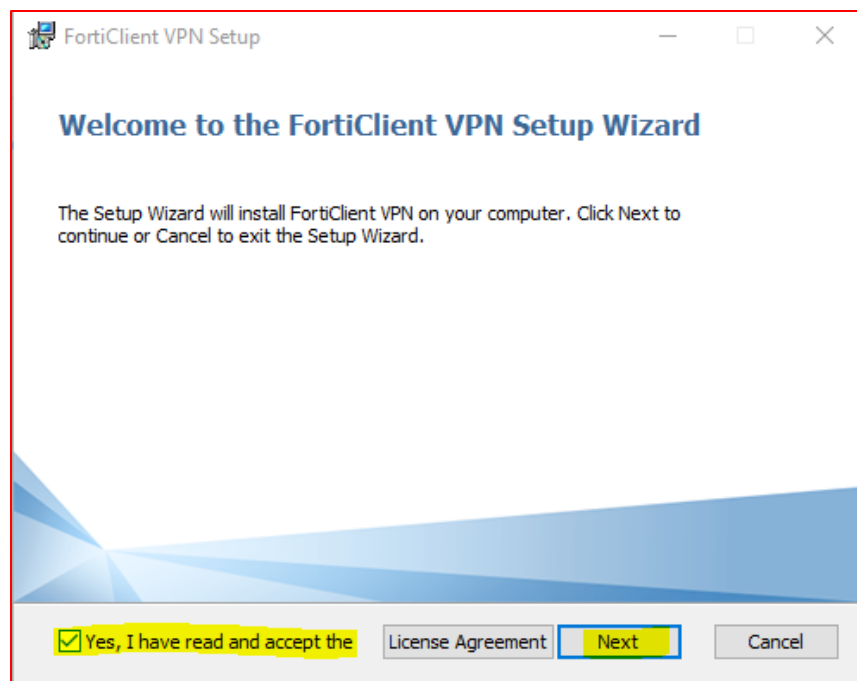 FortiClient VPN Setup
Welcome to the FortiClient VPN Setup Wizard
The Setup Wizard will install FortiClient VPN on your computer. Click Next to
continue or Cancel to exit the Setup Wizard.
Yes, I have read and accept the License Agreement Next Cancel